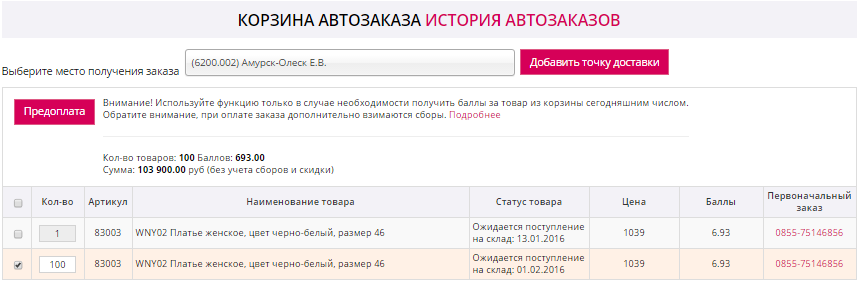 КОРЗИНА АВТОЗАКАЗА ИСТОРИЯ АВТОЗАКАЗОВ
Выберите место получения заказа (6200.002) Амурск-Олеск Е.В. Добавить точку доставки
Предоплата
Внимание! Используйте функцию только в случае необходимости получить баллы за товар из корзины сегодняшним числом.
Обратите внимание, при оплате заказа дополнительно взимаются сборы. Подробнее
Кол-во товаров: 100 Баллов: 693.00
Сумма: 103 900.00 руб (без учета сборов и скидки)
Кол-во Артикул Наименование товара Статус товара Цена Баллы Первоначальный заказ
1 83003 WNY02 Платье женское, цвет черно-белый, размер 46 Ожидается поступление на склад: 13.01.2016 1039 6.93 0855-75146856
100 83003 WNY02 Платье женское, цвет черно-белый, размер 46 Ожидается поступление на склад: 01.02.2016 1039 6.93 0855-75146856